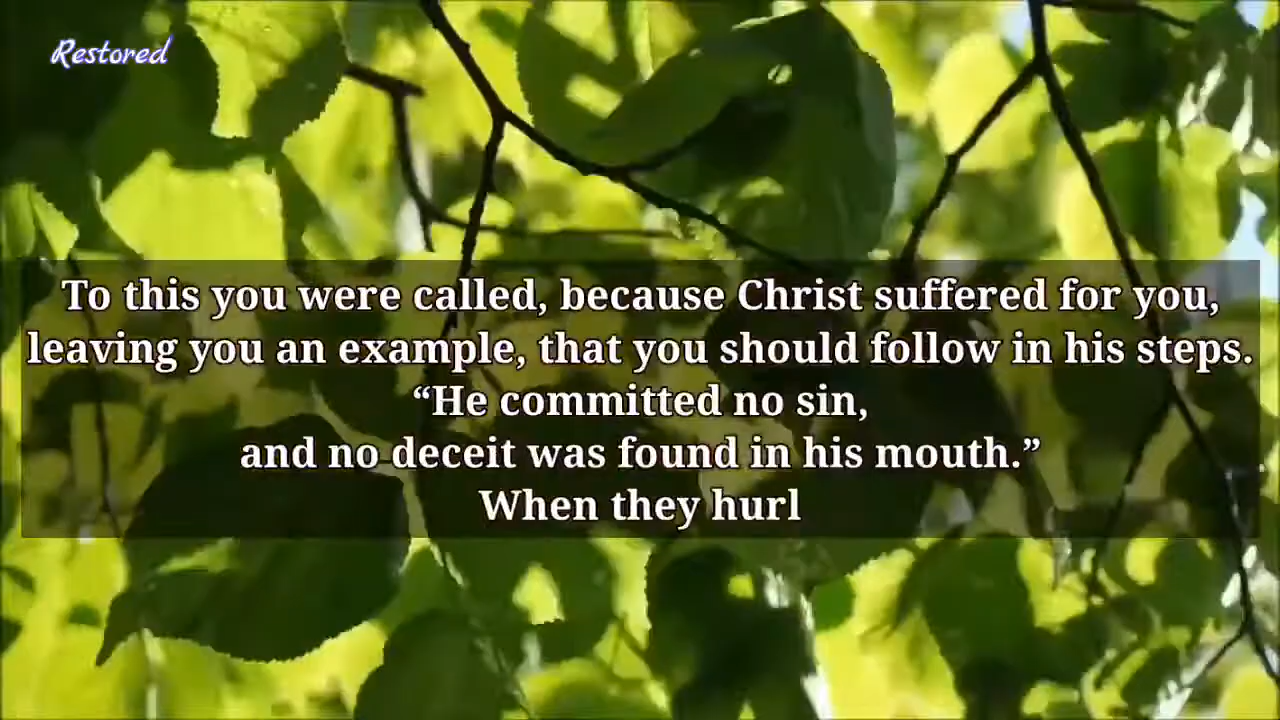 Restored
To this you were called, because Christ suffered for you,
leaving you an example, that you should follow in his steps.
“He committed no sin,
and no deceit was found in his mouth.”
When they hurl